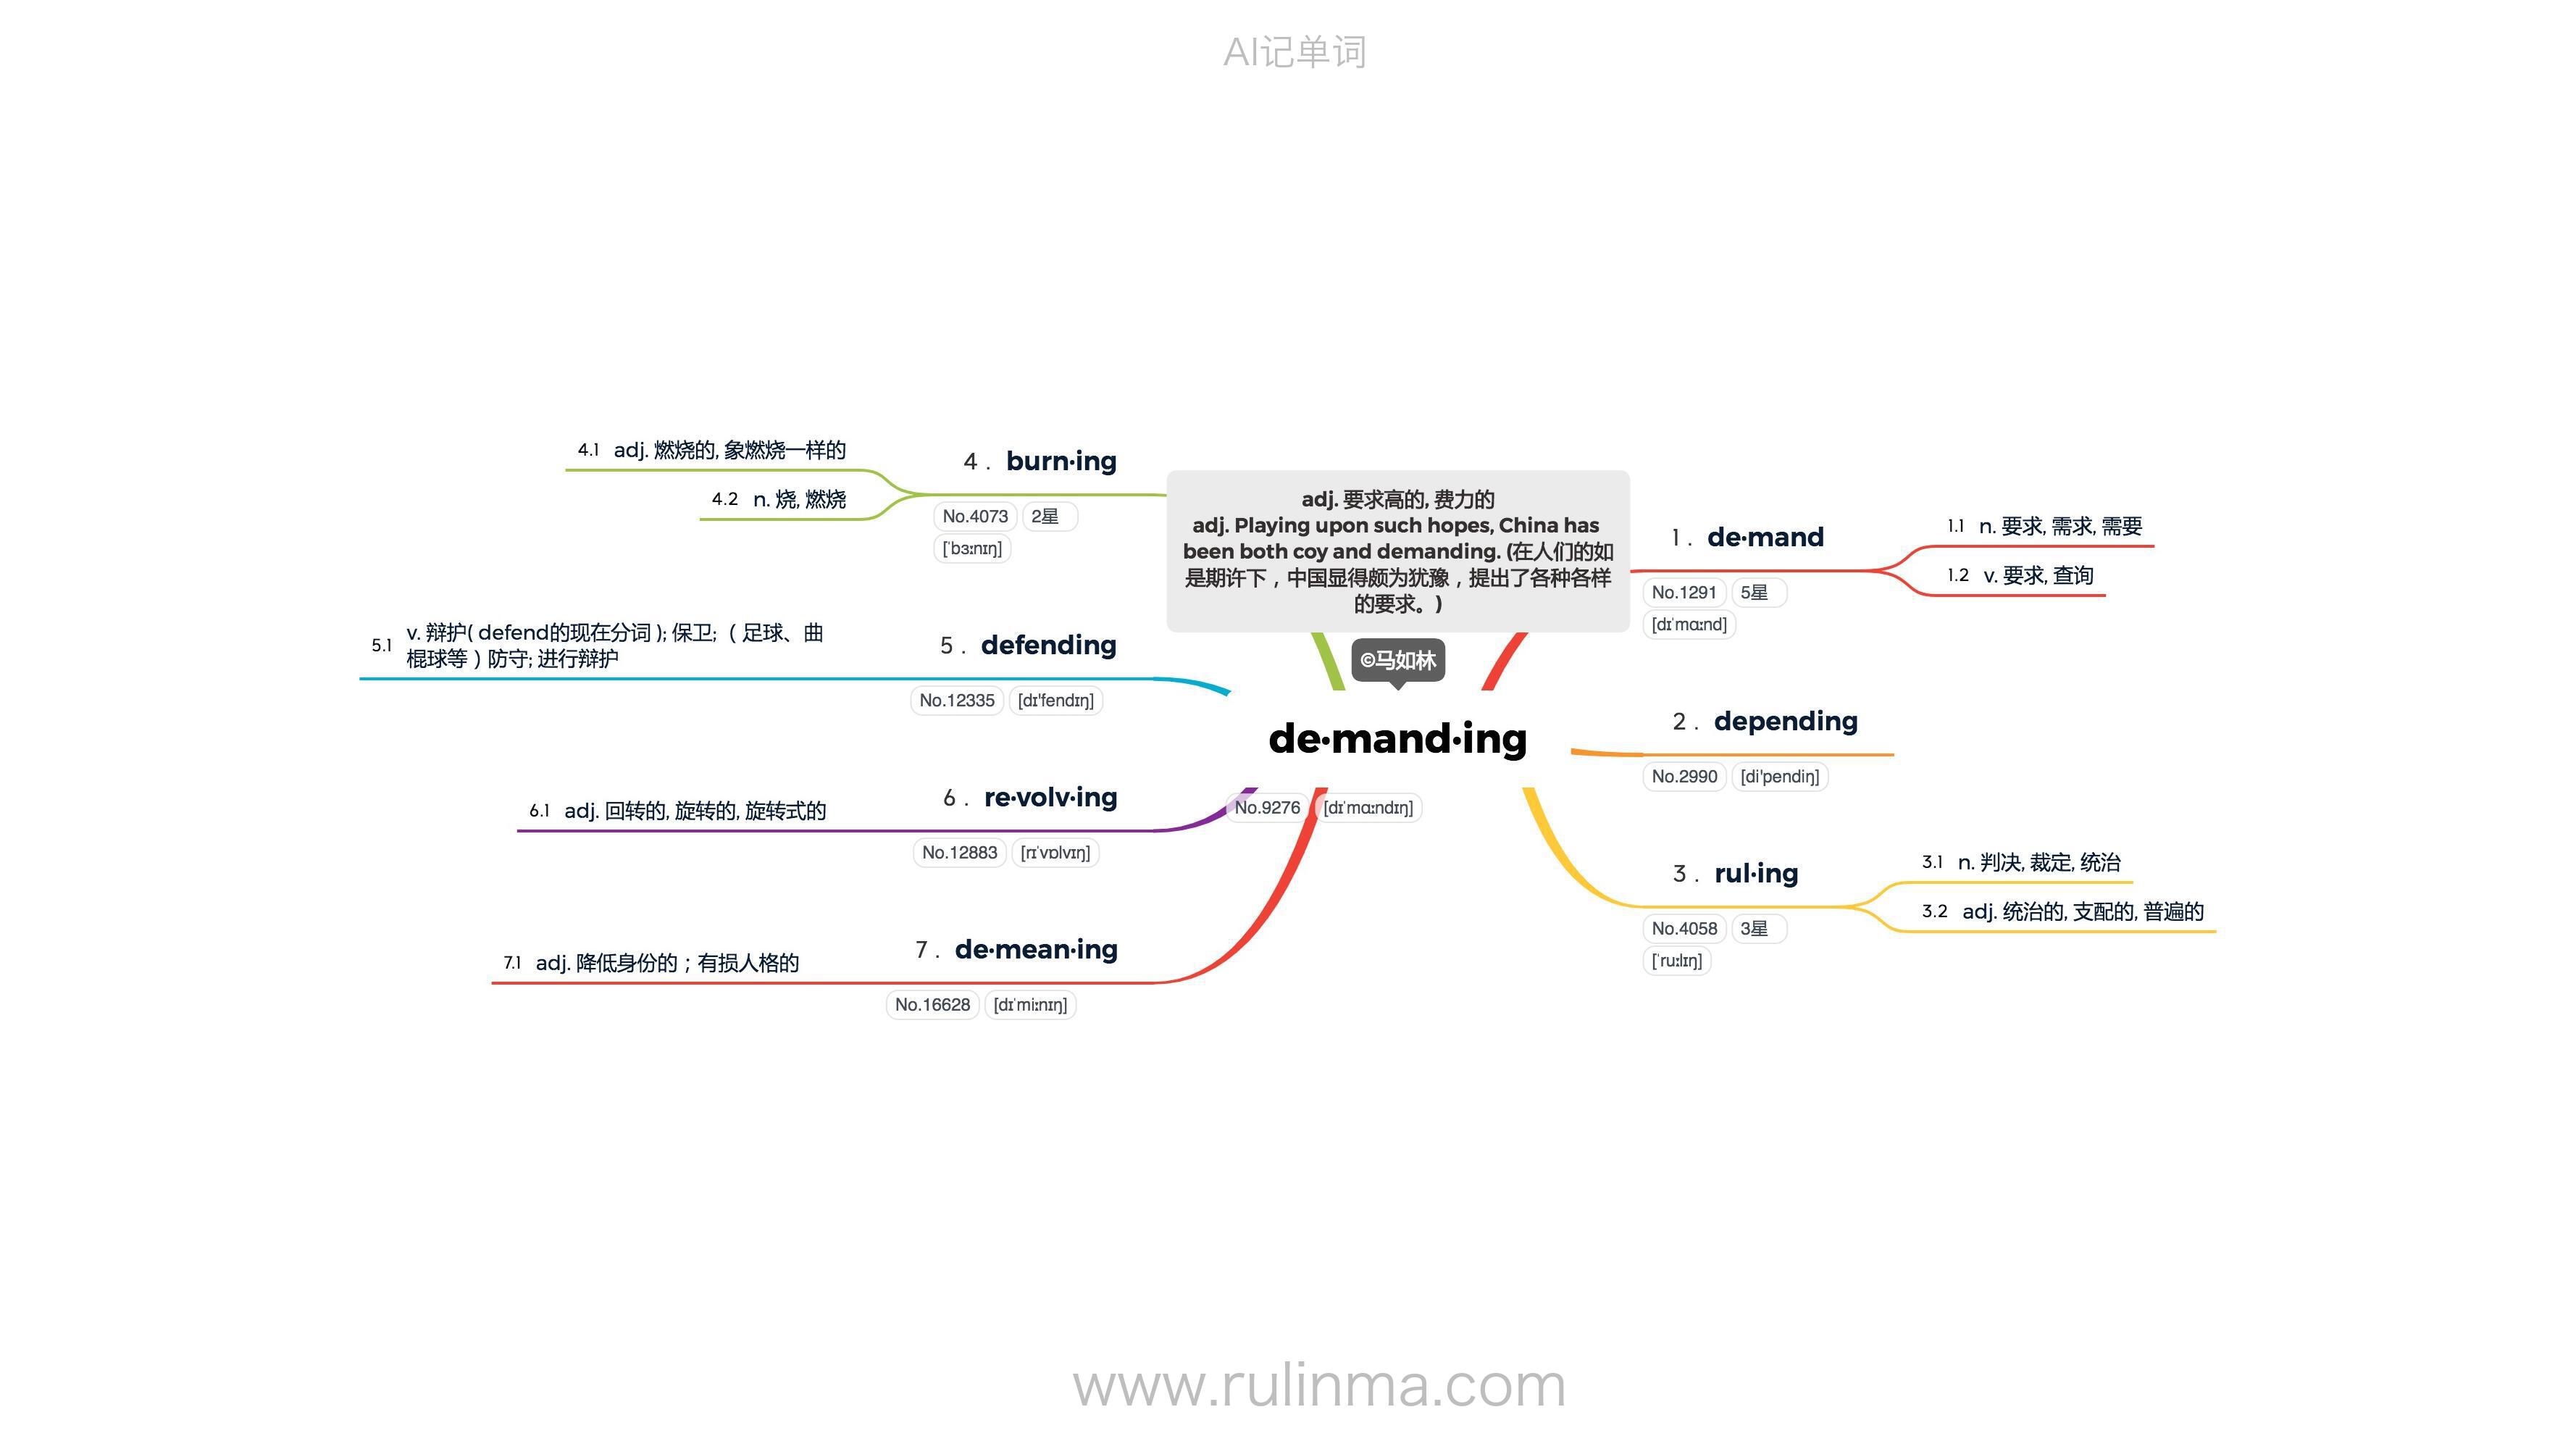 AI记单词
adj. 要求高的, 费力的
adj. Playing upon such hopes, China has
been both coy and demanding. (在人们的如
是期许下，中国显得颇为犹豫，提出了各种各样
的要求。)
©马如林
de·mand·ing
No.9276 [dɪˈmɑːndɪŋ]
1. de·mand
No.1291 5星
[dɪˈmɑːnd]
1.1 n. 要求, 需求, 需要
1.2 v. 要求, 查询
2. depending
No.2990 [di'pendiŋ]
3. rul·ing
No.4058 3星
[ˈruːlɪŋ]
3.1 n. 判决, 裁定, 统治
3.2 adj. 统治的, 支配的, 普遍的
4. burn·ing
No.4073 2星
[ˈbɜːnɪŋ]
4.1 adj. 燃烧的, 象燃烧一样的
4.2 n. 烧, 燃烧
5. defending
No.12335 [dɪ'fendɪŋ]
5.1 v. 辩护( defend的现在分词 ); 保卫; （ 足球、曲
棍球等 ）防守; 进行辩护
6. re·volv·ing
No.12883 [rɪˈvɒlvɪŋ]
6.1 adj. 回转的, 旋转的, 旋转式的
7. de·mean·ing
No.16628 [dɪˈmiːnɪŋ]
7.1 adj. 降低身份的；有损人格的
www.rulinma.com